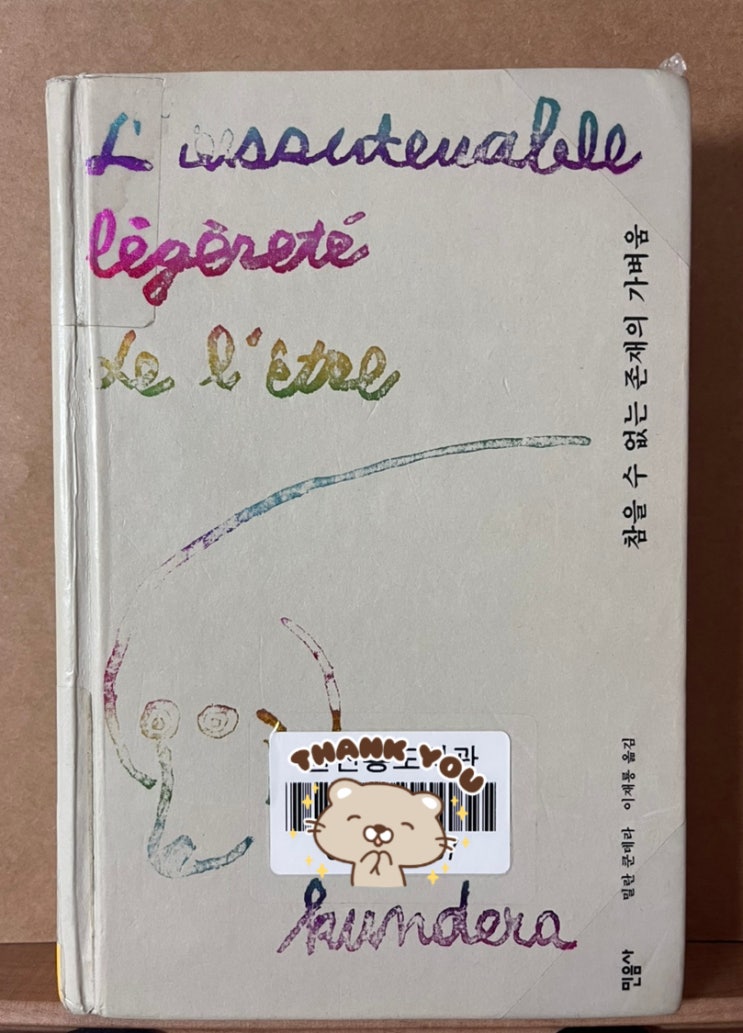 L'insoutenable
légèreté
de l'être
참을 수 없는 존재의 가벼움
밀란 쿤데라 이재룡 옮김
민음사
THANK YOU
kundera